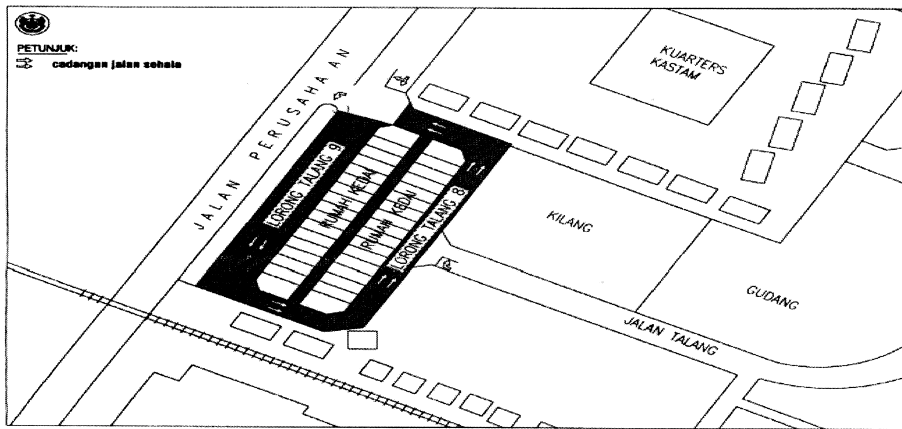 PETUNJUK:
cadangan jalan sehala
JALAN PERUSAHAAN
KUARTERS
KASTAM
LORONG TALANG 9
RUMAH KEDAI
RUMAH KEDAI
LORONG TALANG 8
KILANG
GUDANG
JALAN TALANG